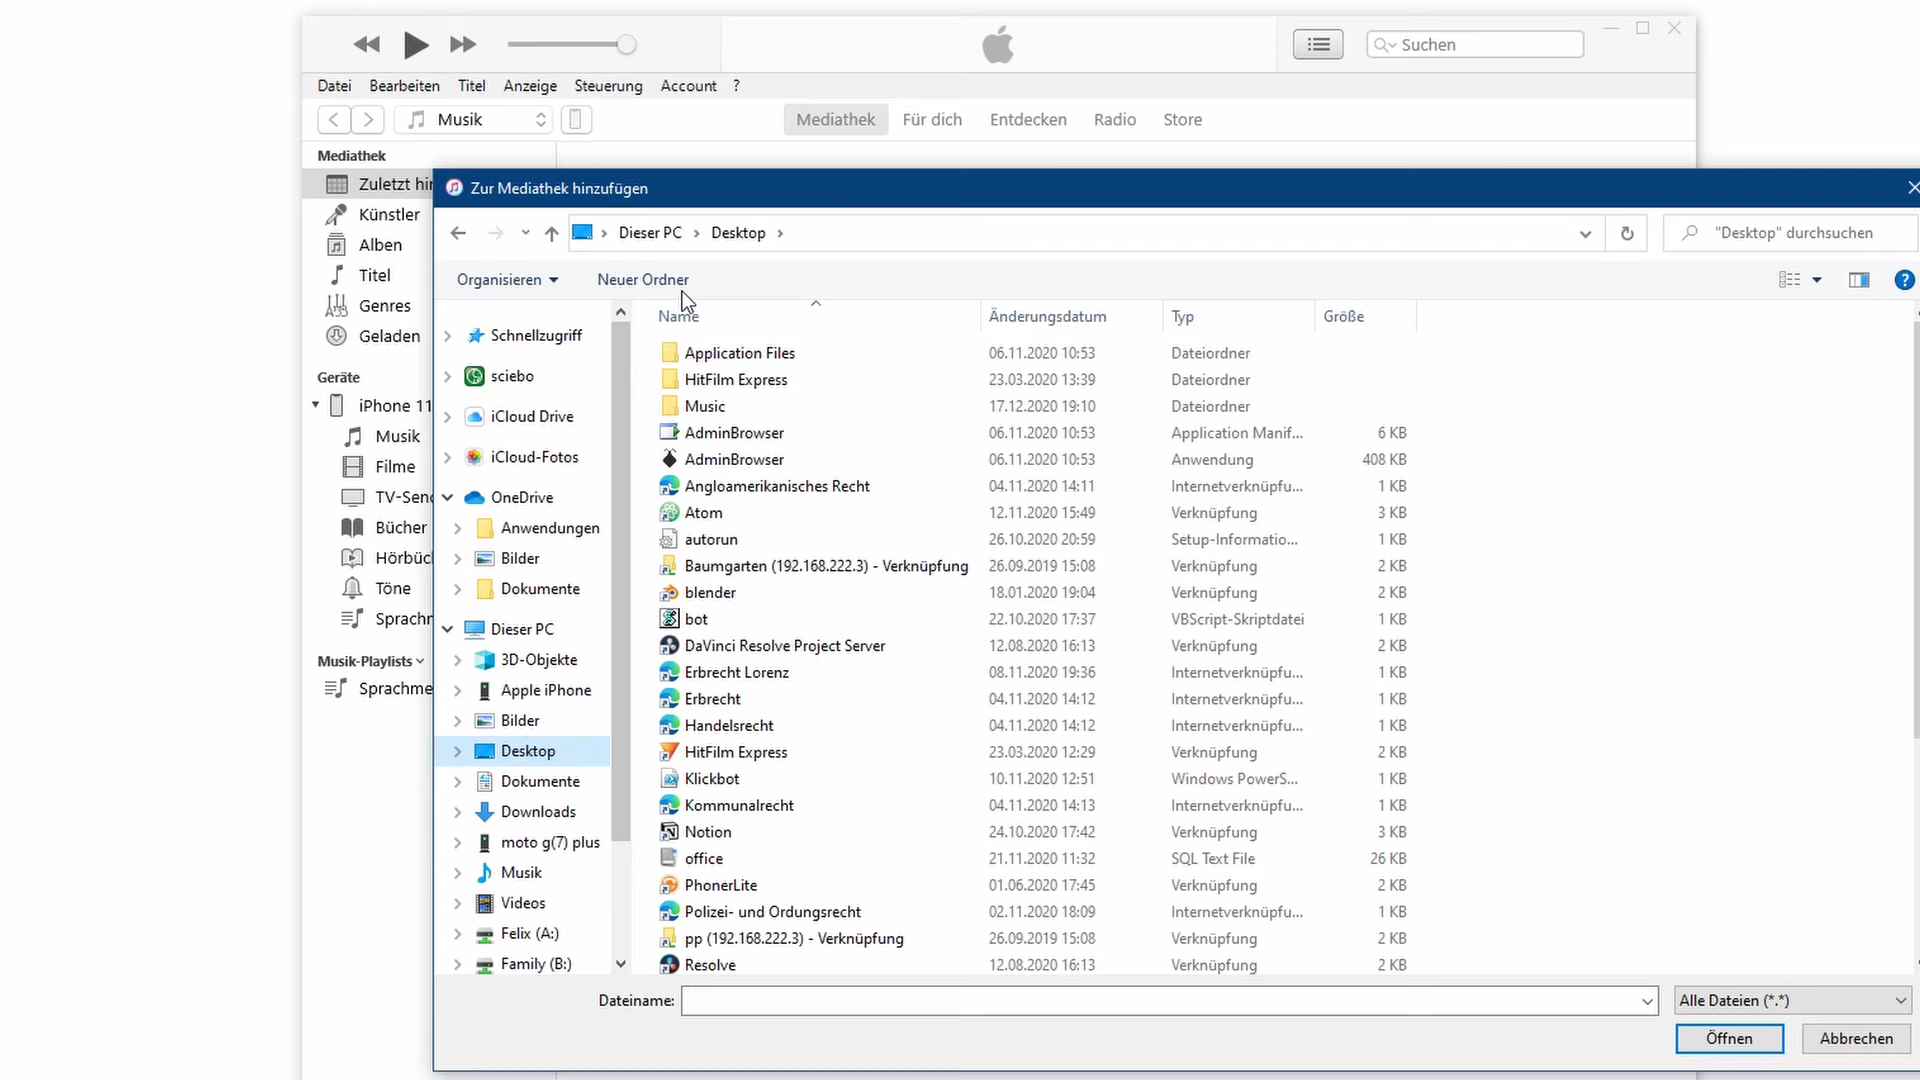 Suchen
Datei Bearbeiten Titel Anzeige Steuerung Account ?
Musik Mediathek Für dich Entdecken Radio Store
Mediathek
Zuletzt hin
Künstler
Alben
Titel
Genres
Geladen
Geräte
iPhone 11
Musik
Filme
TV-Send
Bücher
Hörbüc
Töne
Sprachm
Musik-Playlists
Sprachme
Zur Mediathek hinzufügen
Dieser PC Desktop
"Desktop" durchsuchen
Organisieren Neuer Ordner
?
Schnellzugriff
sciebo
iCloud Drive
iCloud-Fotos
OneDrive
Anwendungen
Bilder
Dokumente
Dieser PC
3D-Objekte
Apple iPhone
Bilder
Desktop
Dokumente
Downloads
moto g(7) plus
Musik
Videos
Felix (A:)
Family (B:)
Name Änderungsdatum Typ Größe
Application Files 06.11.2020 10:53 Dateiordner
HitFilm Express 23.03.2020 13:39 Dateiordner
Music 17.12.2020 19:10 Dateiordner
AdminBrowser 06.11.2020 10:53 Application Manif... 6 KB
AdminBrowser 06.11.2020 10:53 Anwendung 408 KB
Angloamerikanisches Recht 04.11.2020 14:11 Internetverknüpfu... 1 KB
Atom 12.11.2020 15:49 Verknüpfung 3 KB
autorun 26.10.2020 20:59 Setup-Informatio... 1 KB
Baumgarten (192.168.222.3) - Verknüpfung 26.09.2019 15:08 Verknüpfung 2 KB
blender 18.01.2020 19:04 Verknüpfung 2 KB
bot 22.10.2020 17:37 VBScript-Skriptdatei 1 KB
DaVinci Resolve Project Server 12.08.2020 16:13 Verknüpfung 2 KB
Erbrecht Lorenz 08.11.2020 19:36 Internetverknüpfu... 1 KB
Erbrecht 04.11.2020 14:12 Internetverknüpfu... 1 KB
Handelsrecht 04.11.2020 14:12 Internetverknüpfu... 1 KB
HitFilm Express 23.03.2020 12:29 Verknüpfung 2 KB
Klickbot 10.11.2020 12:51 Windows PowerS... 1 KB
Kommunalrecht 04.11.2020 14:13 Internetverknüpfu... 1 KB
Notion 24.10.2020 17:42 Verknüpfung 3 KB
office 21.11.2020 11:32 SQL Text File 26 KB
PhonerLite 01.06.2020 17:45 Verknüpfung 2 KB
Polizei- und Ordungsrecht 02.11.2020 18:09 Internetverknüpfu... 1 KB
pp (192.168.222.3) - Verknüpfung 26.09.2019 15:08 Verknüpfung 2 KB
Resolve 12.08.2020 16:13 Verknüpfung 2 KB
Dateiname: Alle Dateien (*.*)
Öffnen Abbrechen